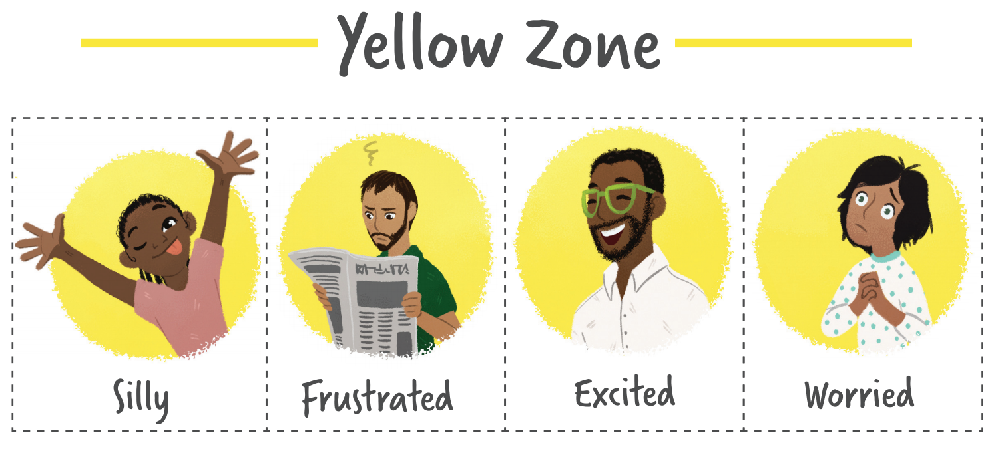 Yellow Zone
Silly
Frustrated
Excited
Worried